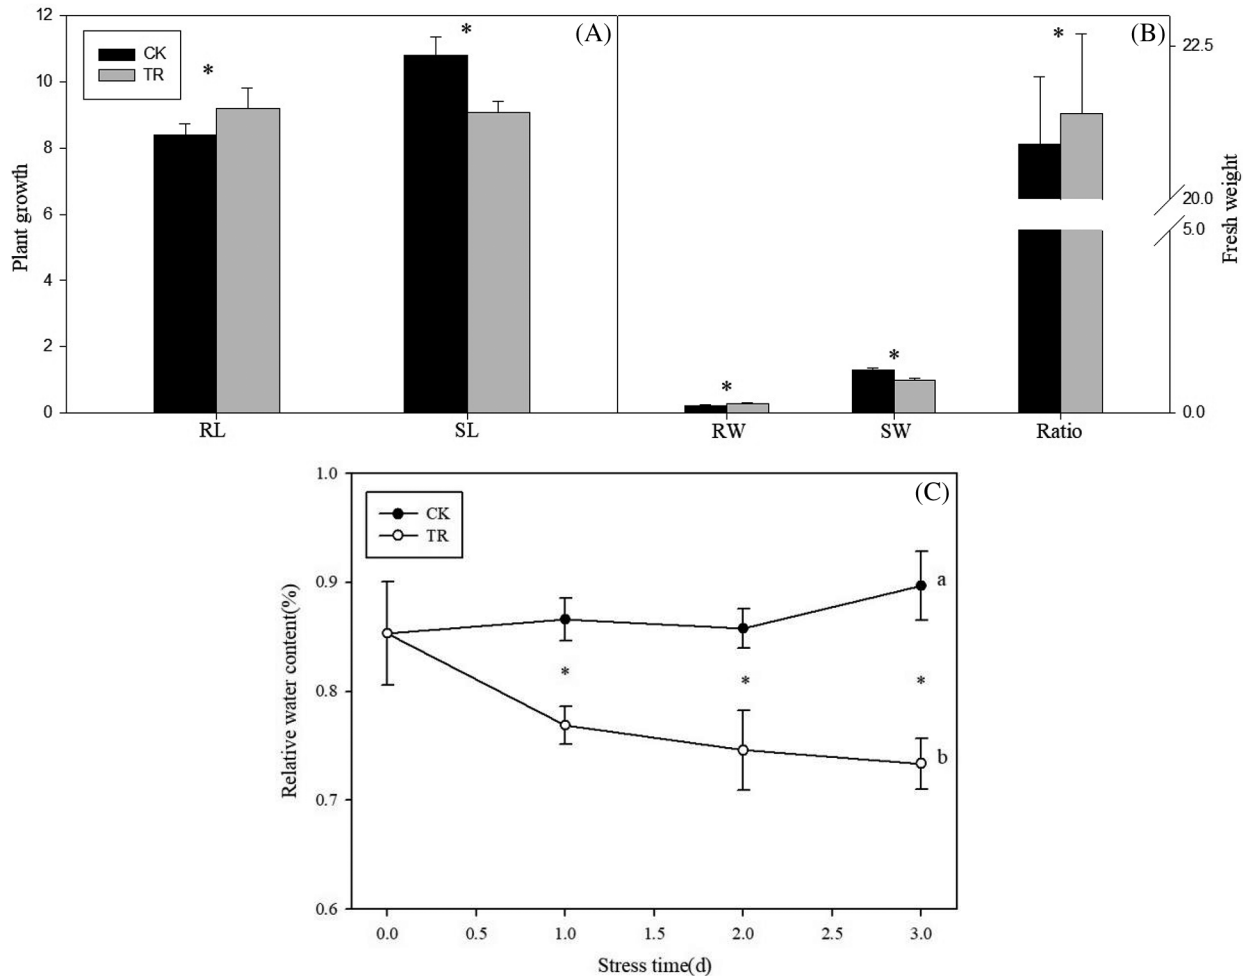 12
10
8
6
4
2
0
Plant growth
CK
TR
*
*
(A)
RL
SL
*
*
*
(B)
22.5
20.0
5.0
0.0
Fresh weight
RW
SW
Ratio
(C)
1.0
0.9
0.8
0.7
0.6
Relative water content(%)
CK
TR
a
*
*
*
b
0.0
0.5
1.0
1.5
2.0
2.5
3.0
Stress time(d)